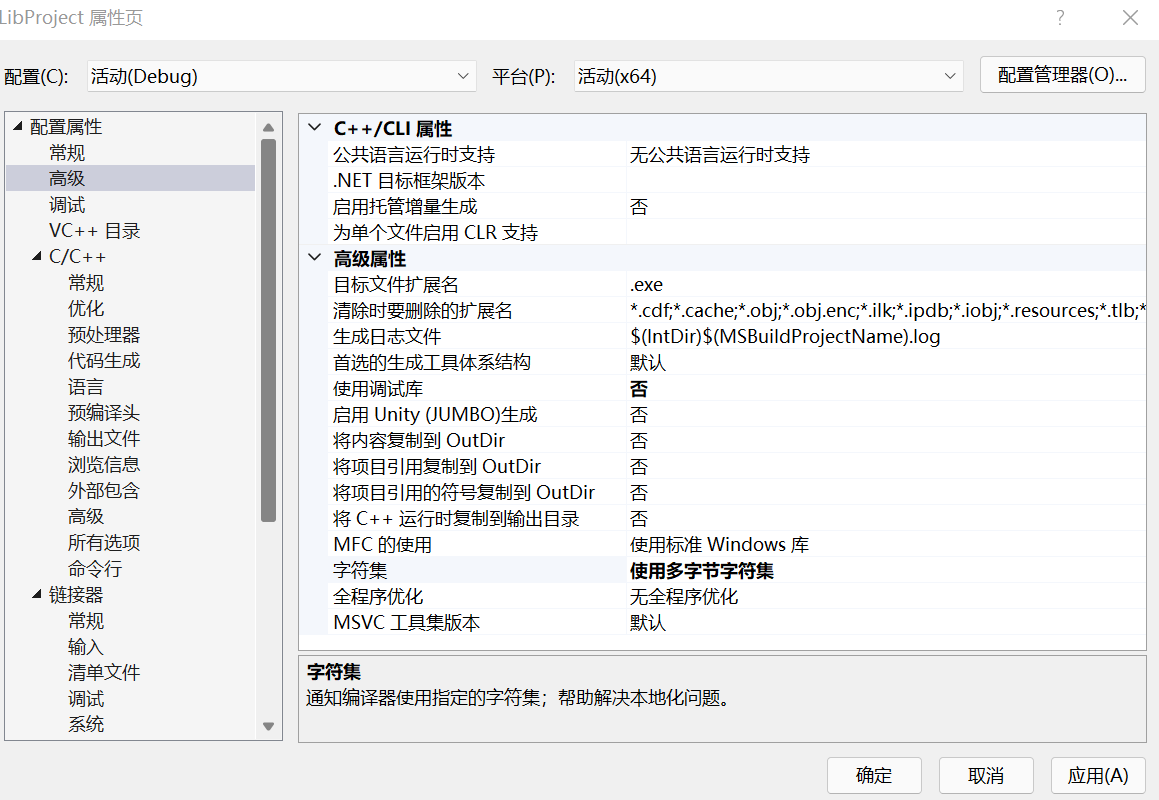 LibProject 属性页
?
配置(C):
活动(Debug)
平台(P):
活动(x64)
配置管理器(O)...
配置属性
常规
高级
调试
VC++ 目录
C/C++
常规
优化
预处理器
代码生成
语言
预编译头
输出文件
浏览信息
外部包含
高级
所有选项
命令行
链接器
常规
输入
清单文件
调试
系统
C++/CLI 属性
公共语言运行时支持 无公共语言运行时支持
.NET 目标框架版本
启用托管增量生成 否
为单个文件启用 CLR 支持
高级属性
目标文件扩展名 .exe
清除时要删除的扩展名 *.cdf;*.cache;*.obj;*.obj.enc;*.ilk;*.ipdb;*.iobj;*.resources;*.tlb;*
生成日志文件 $(IntDir)$(MSBuildProjectName).log
首选的生成工具体系结构 默认
使用调试库 否
启用 Unity (JUMBO)生成 否
将内容复制到 OutDir 否
将项目引用复制到 OutDir 否
将项目引用的符号复制到 OutDir 否
将 C++ 运行时复制到输出目录 否
MFC 的使用 使用标准 Windows 库
字符集 使用多字节字符集
全程序优化 无全程序优化
MSVC 工具集版本 默认
字符集
通知编译器使用指定的字符集；帮助解决本地化问题。
确定
取消
应用(A)